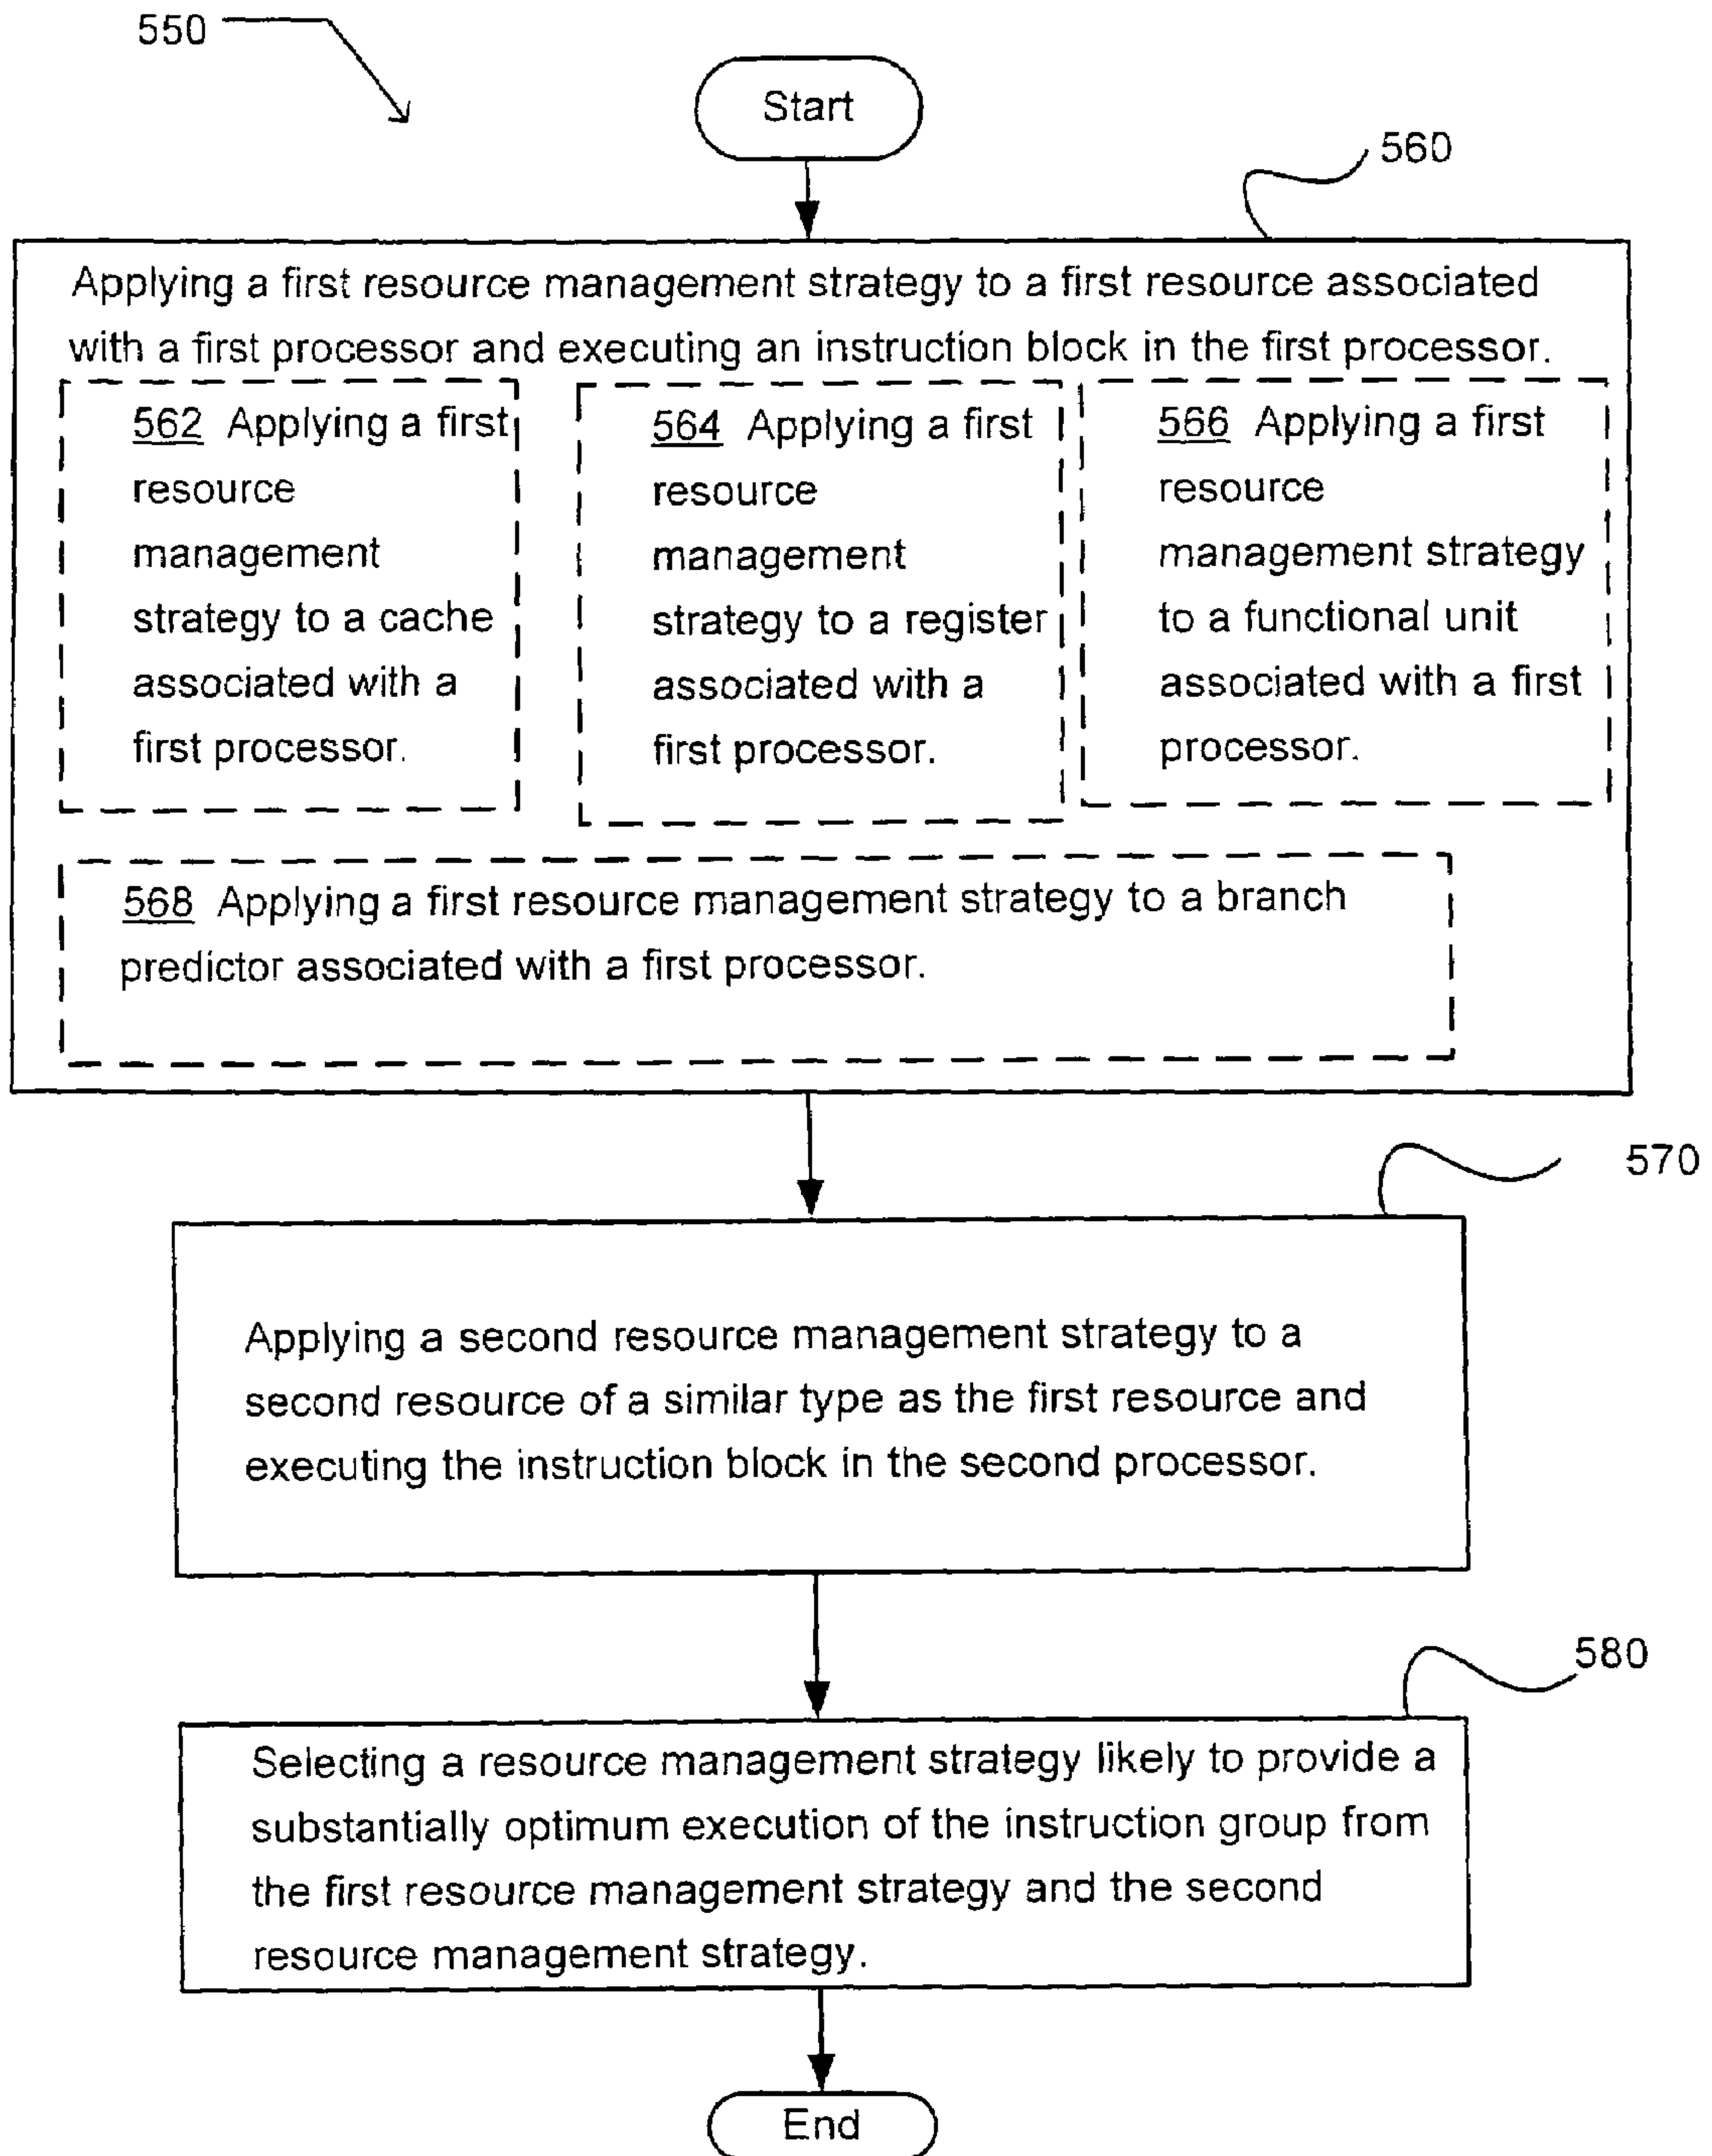 550
Start
560
Applying a first resource management strategy to a first resource associated
with a first processor and executing an instruction block in the first processor.
562 Applying a first
resource
management
strategy to a cache
associated with a
first processor.
564 Applying a first
resource
management
strategy to a register
associated with a
first processor.
566 Applying a first
resource
management strategy
to a functional unit
associated with a first
processor.
568 Applying a first resource management strategy to a branch
predictor associated with a first processor.
570
Applying a second resource management strategy to a
second resource of a similar type as the first resource and
executing the instruction block in the second processor.
580
Selecting a resource management strategy likely to provide a
substantially optimum execution of the instruction group from
the first resource management strategy and the second
resource management strategy.
End